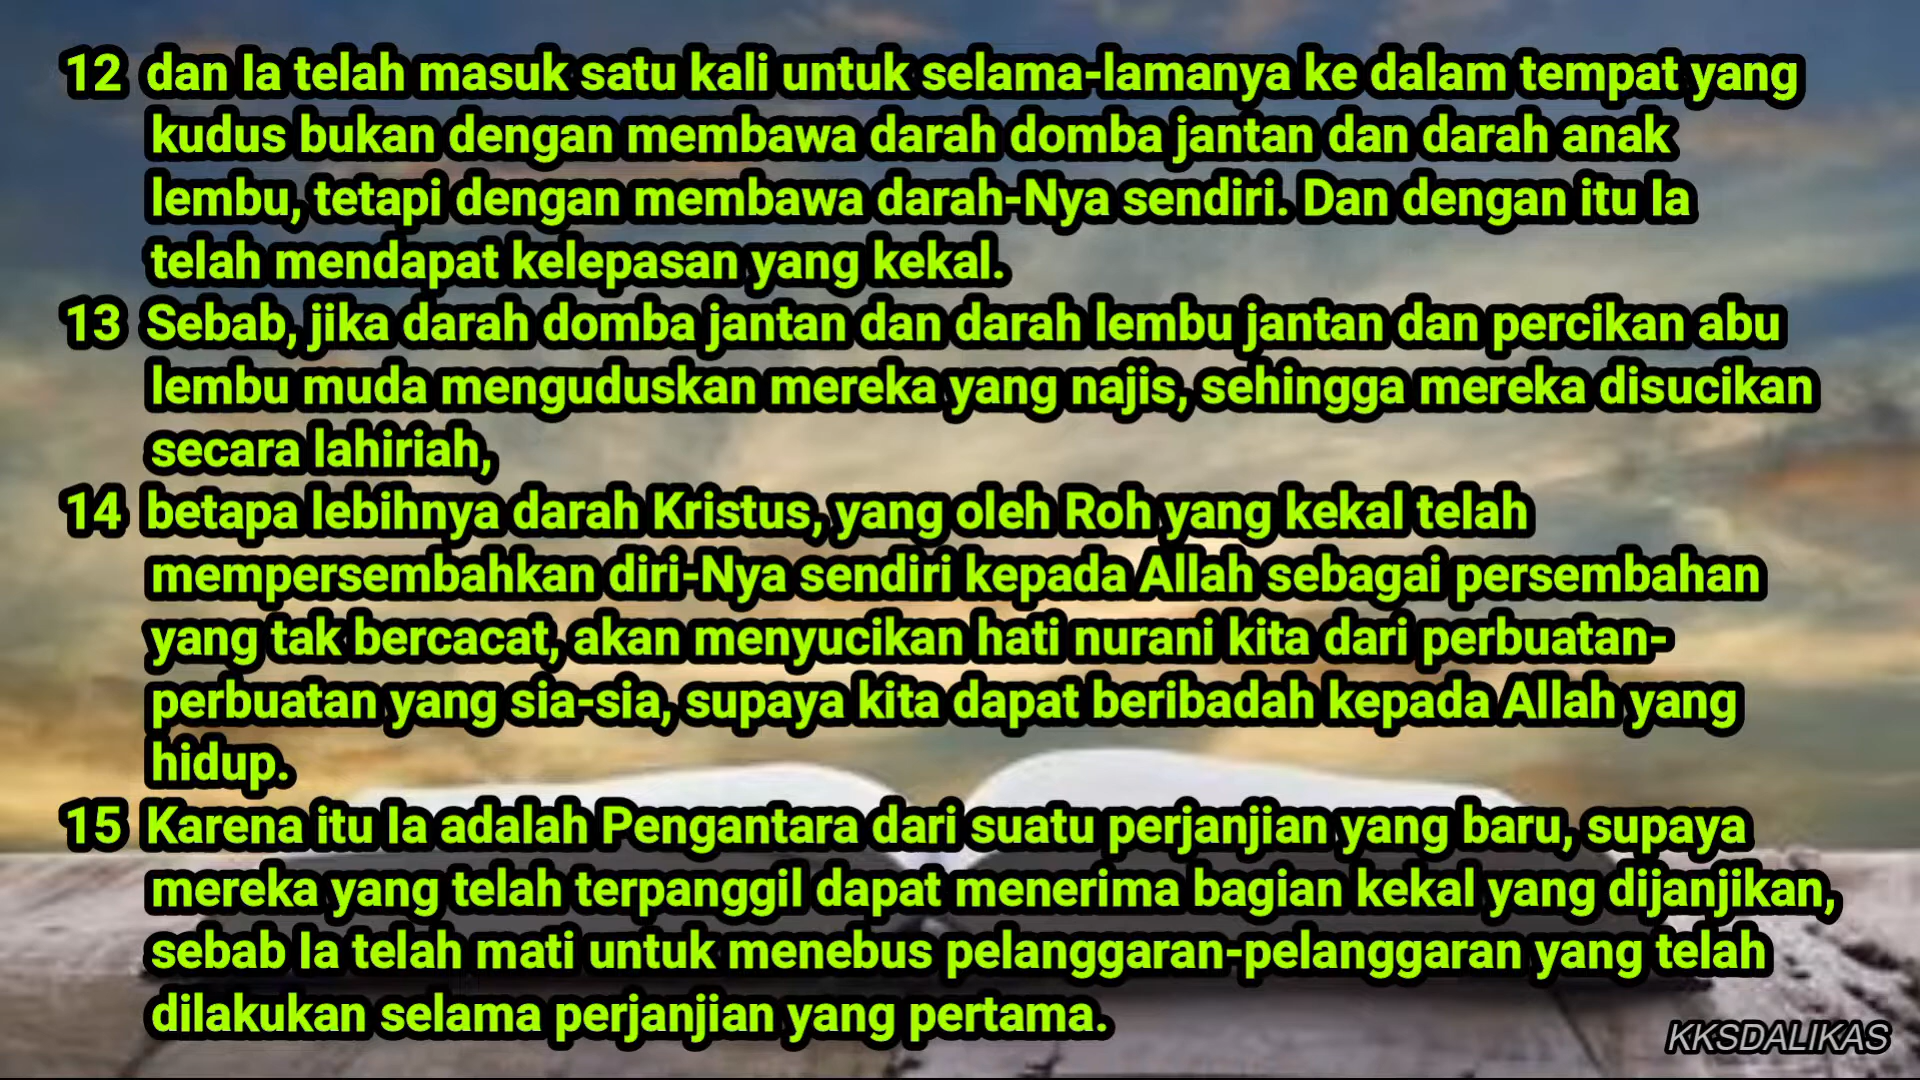 12 dan Ia telah masuk satu kali untuk selama-lamanya ke dalam tempat yang
kudus bukan dengan membawa darah domba jantan dan darah anak
lembu, tetapi dengan membawa darah-Nya sendiri. Dan dengan itu Ia
telah mendapat kelepasan yang kekal.
13 Sebab, jika darah domba jantan dan darah lembu jantan dan percikan abu
lembu muda menguduskan mereka yang najis, sehingga mereka disucikan
secara lahiriah,
14 betapa lebihnya darah Kristus, yang oleh Roh yang kekal telah
mempersembahkan diri-Nya sendiri kepada Allah sebagai persembahan
yang tak bercacat, akan menyucikan hati nurani kita dari perbuatan-
perbuatan yang sia-sia, supaya kita dapat beribadah kepada Allah yang
hidup.
15 Karena itu Ia adalah Pengantara dari suatu perjanjian yang baru, supaya
mereka yang telah terpanggil dapat menerima bagian kekal yang dijanjikan,
sebab Ia telah mati untuk menebus pelanggaran-pelanggaran yang telah
dilakukan selama perjanjian yang pertama.
KKSDALIKAS